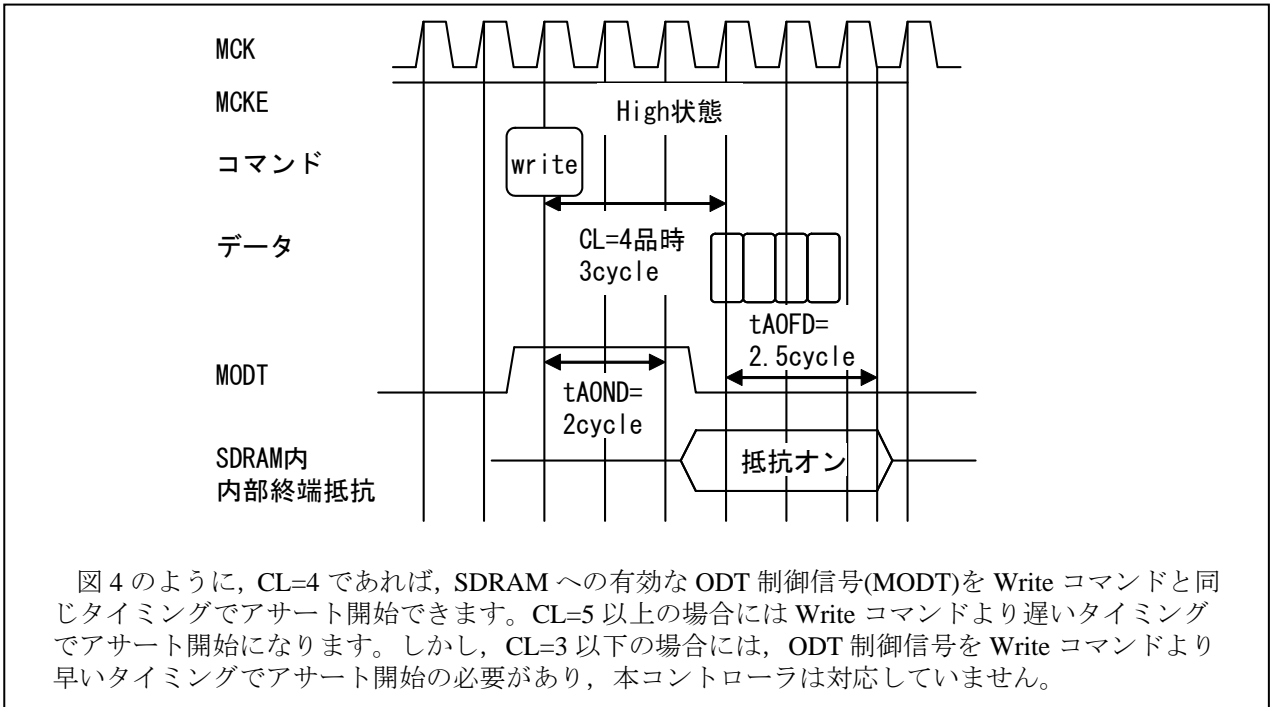 MCK
MCKE
High状態
コマンド
write
データ
CL=4品時
3cycle
tAOFD=
2.5cycle
MODT
tAOND=
2cycle
SDRAM内
内部終端抵抗
抵抗オン
図 4 のように, CL=4 であれば, SDRAM への有効な ODT 制御信号(MODT)を Write コマンドと同
じタイミングでアサート開始できます。CL=5 以上の場合には Write コマンドより遅いタイミング
でアサート開始になります。しかし，CL=3 以下の場合には，ODT 制御信号を Write コマンドより
早いタイミングでアサート開始の必要があり，本コントローラは対応していません。